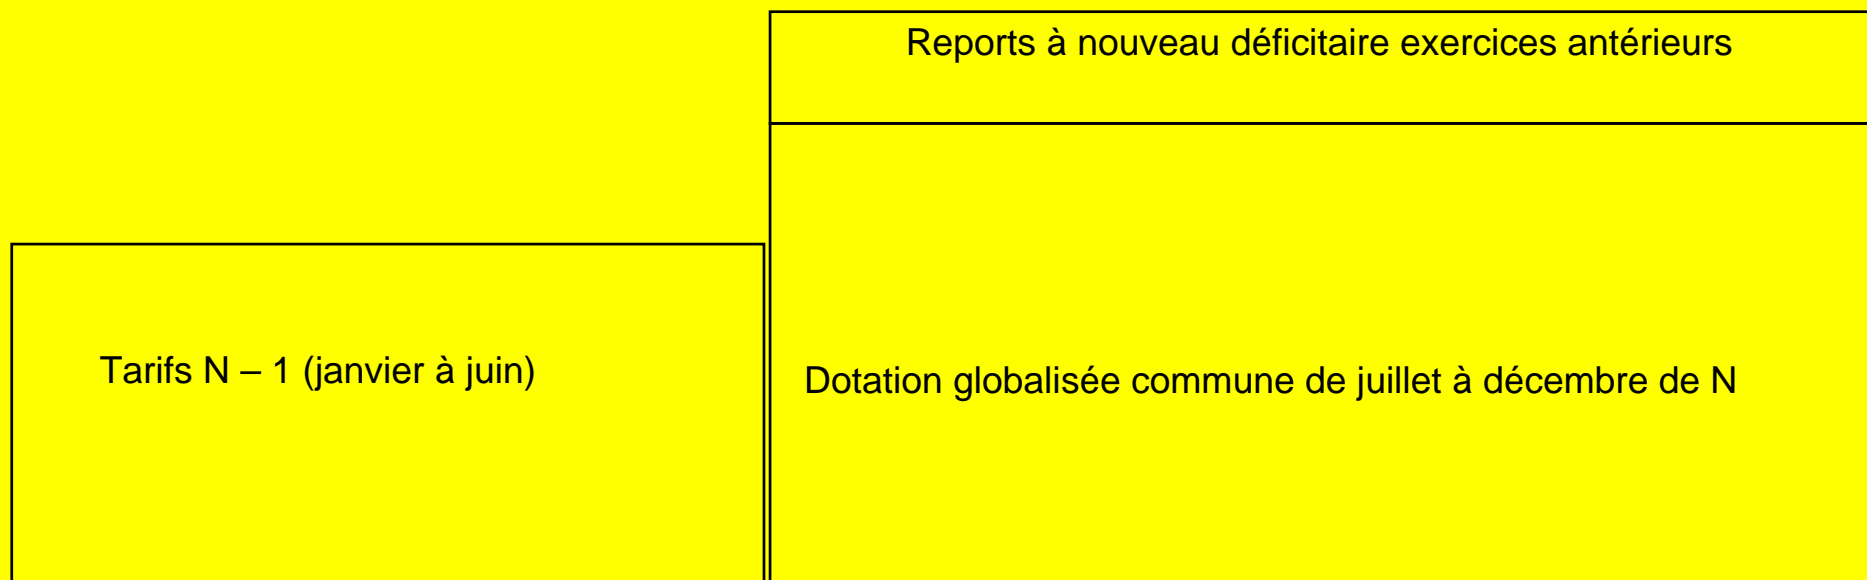 Reports à nouveau déficitaire exercices antérieurs
Tarifs N – 1 (janvier à juin)
Dotation globalisée commune de juillet à décembre de N